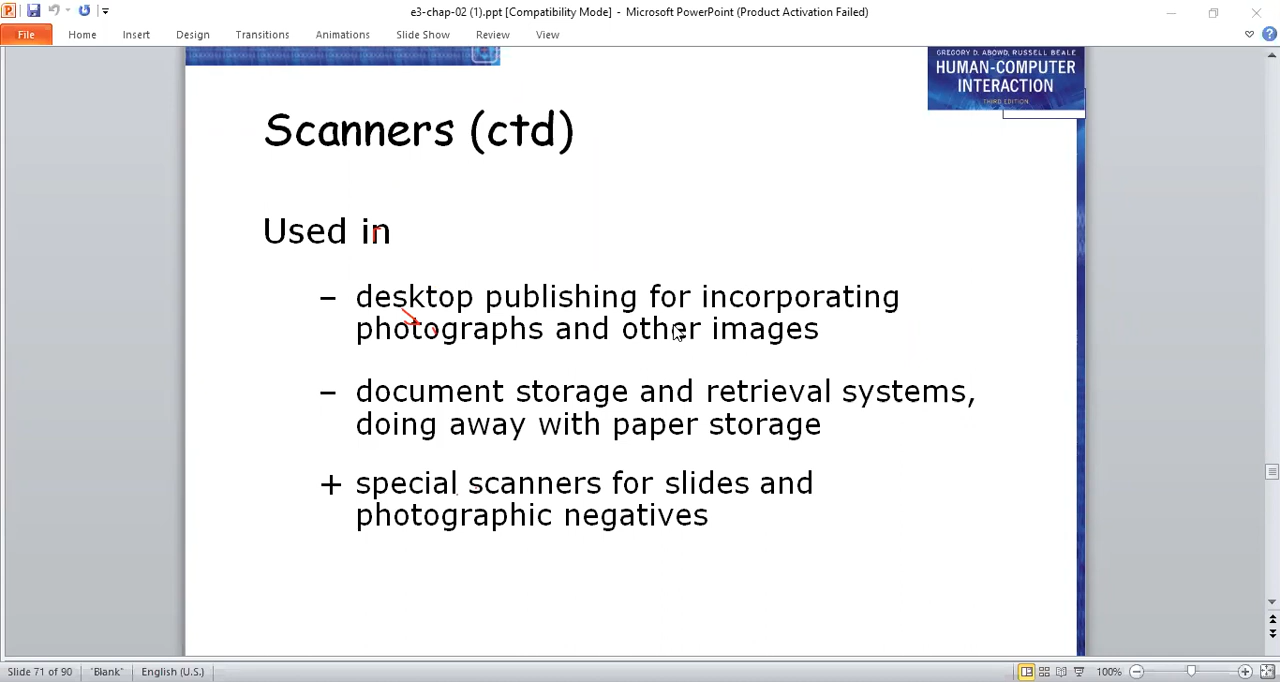 e3-chap-02 (1).ppt [Compatibility Mode] - Microsoft PowerPoint (Product Activation Failed)
File Home Insert Design Transitions Animations Slide Show Review View
GREGORY D. ABOWD, RUSSELL BEALE
HUMAN-COMPUTER
INTERACTION
THIRD EDITION
Scanners (ctd)
Used in
– desktop publishing for incorporating
photographs and other images
– document storage and retrieval systems,
doing away with paper storage
+ special scanners for slides and
photographic negatives
Slide 71 of 90 "Blank" English (U.S.) 100%